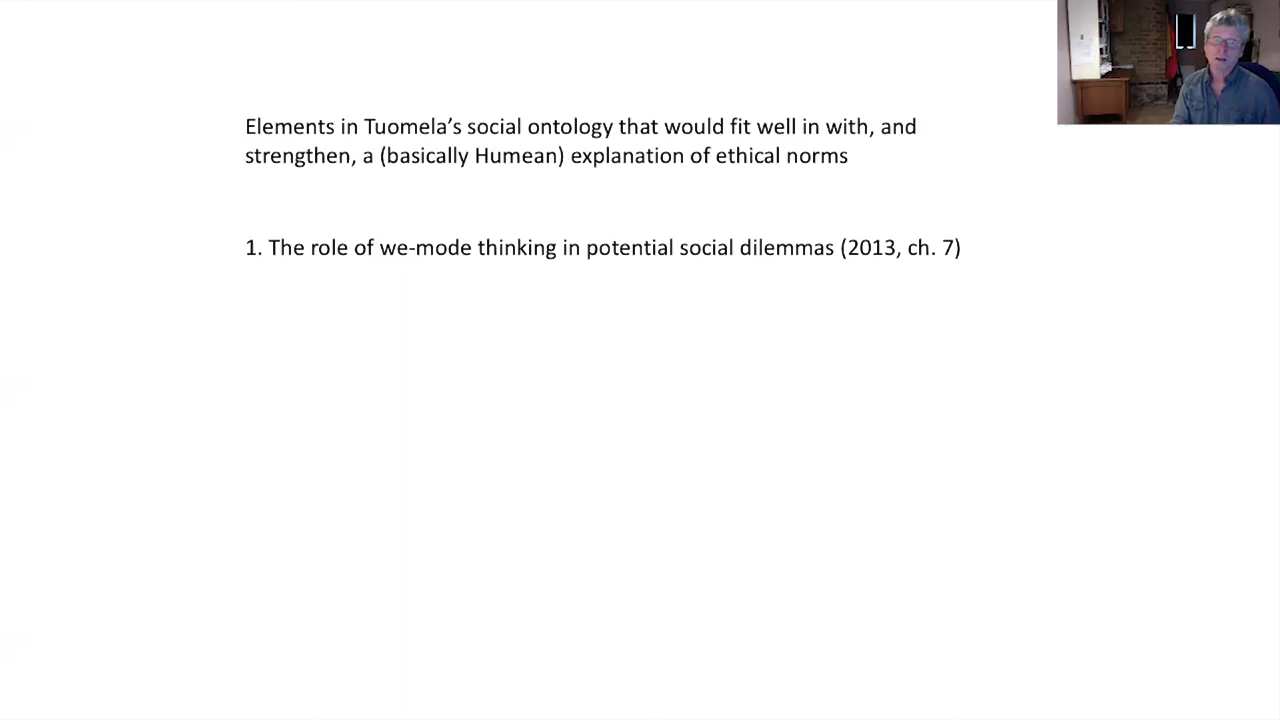 Elements in Tuomela’s social ontology that would fit well in with, and
strengthen, a (basically Humean) explanation of ethical norms
1. The role of we-mode thinking in potential social dilemmas (2013, ch. 7)